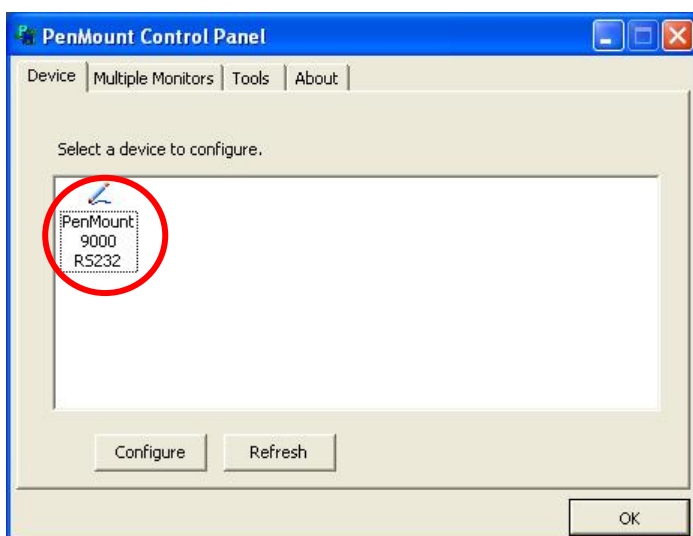 PenMount Control Panel
Device Multiple Monitors Tools About
Select a device to configure.
PenMount
9000
RS232
Configure Refresh
OK